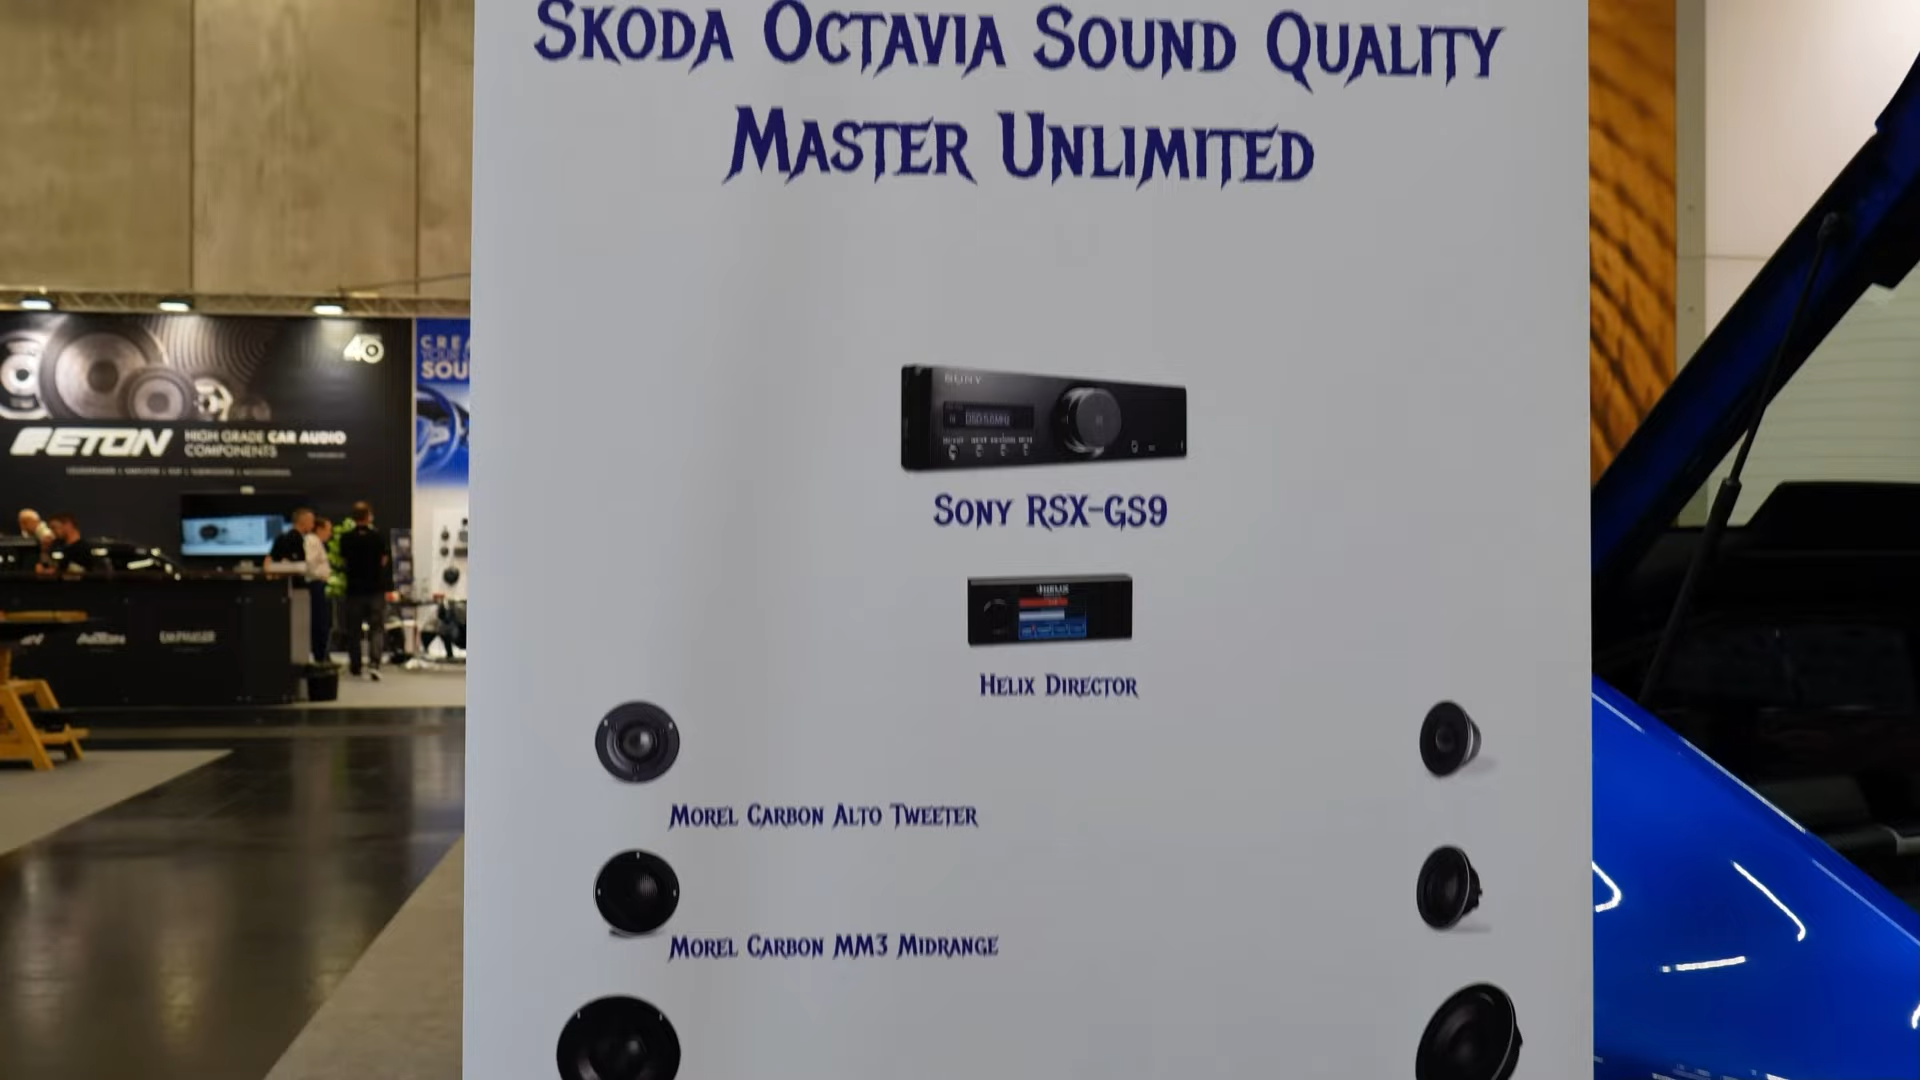 SKODA OCTAVIA SOUND QUALITY
MASTER UNLIMITED
SONY
SONY RSX-GS9
HELIX
HELIX DIRECTOR
MOREL CARBON ALTO TWEETER
MOREL CARBON MM3 MIDRANGE
40
ETON
HIGH GRADE CAR AUDIO
COMPONENTS